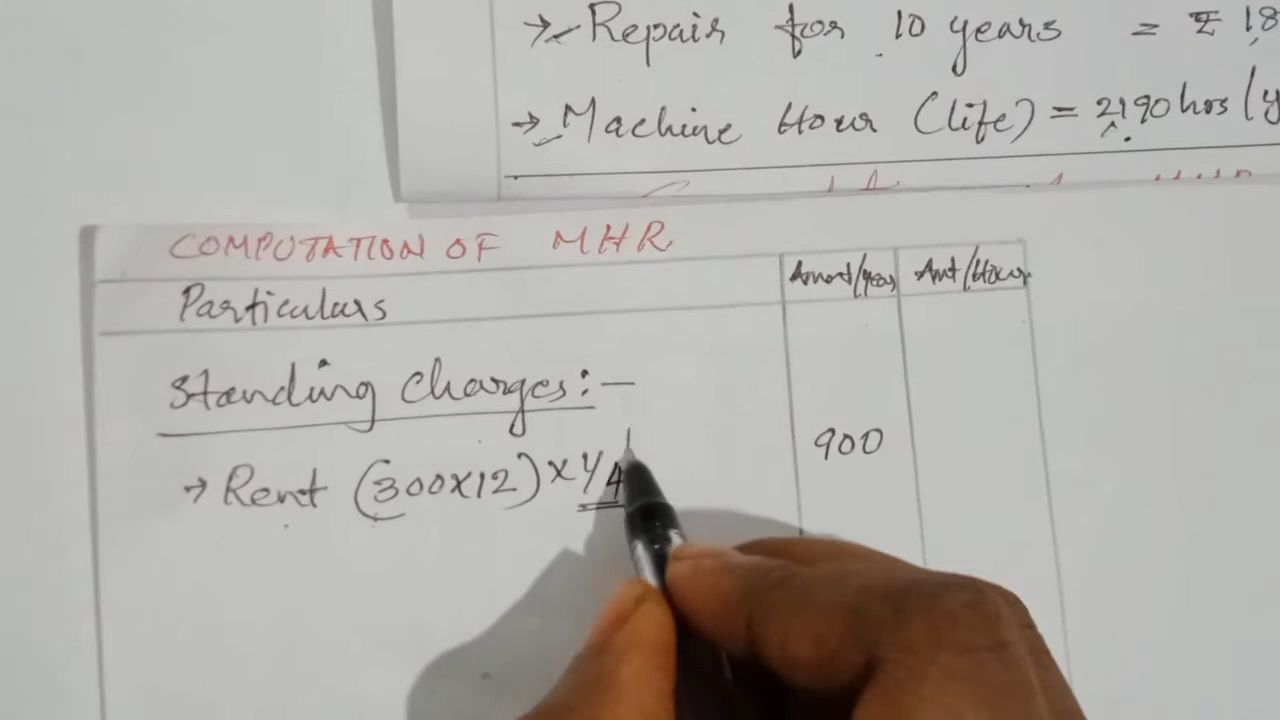 → Repair for 10 years = ₹ 18
→ Machine Hour (life) = 2190 hrs (y
COMPUTATION OF MHR
Particulars Amount/year Amt/Hour
Standing charges:-
→ Rent (300x12) x 1/4 900